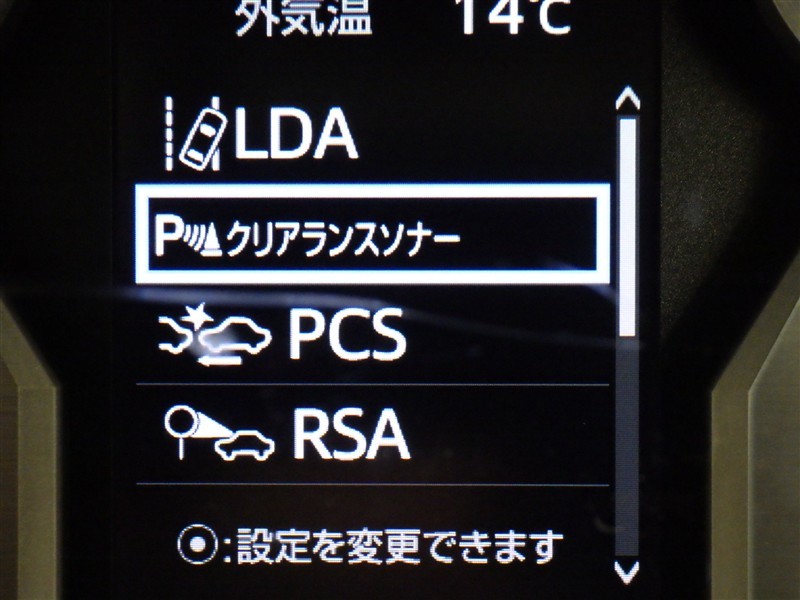 外気温 14℃
LDA
P クリアランスソナー
PCS
RSA
⦿:設定を変更できます